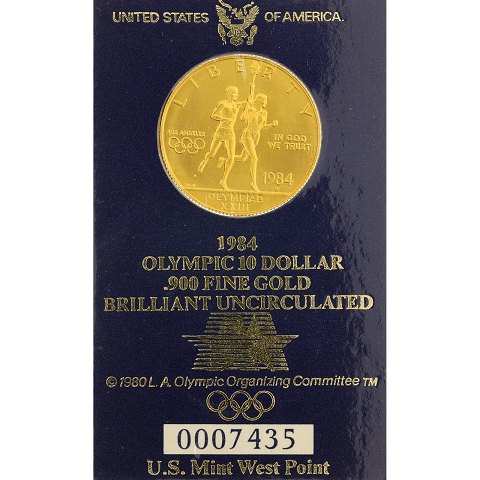 UNITED STATES OF AMERICA.
LIBERTY
LOS ANGELES
IN GOD
WE TRUST
1984
W
OLYMPIAD
XXIII
1984
OLYMPIC 10 DOLLAR
.900 FINE GOLD
BRILLIANT UNCIRCULATED
© 1980 L. A. Olympic Organizing Committee TM
0007435
U.S. Mint West Point